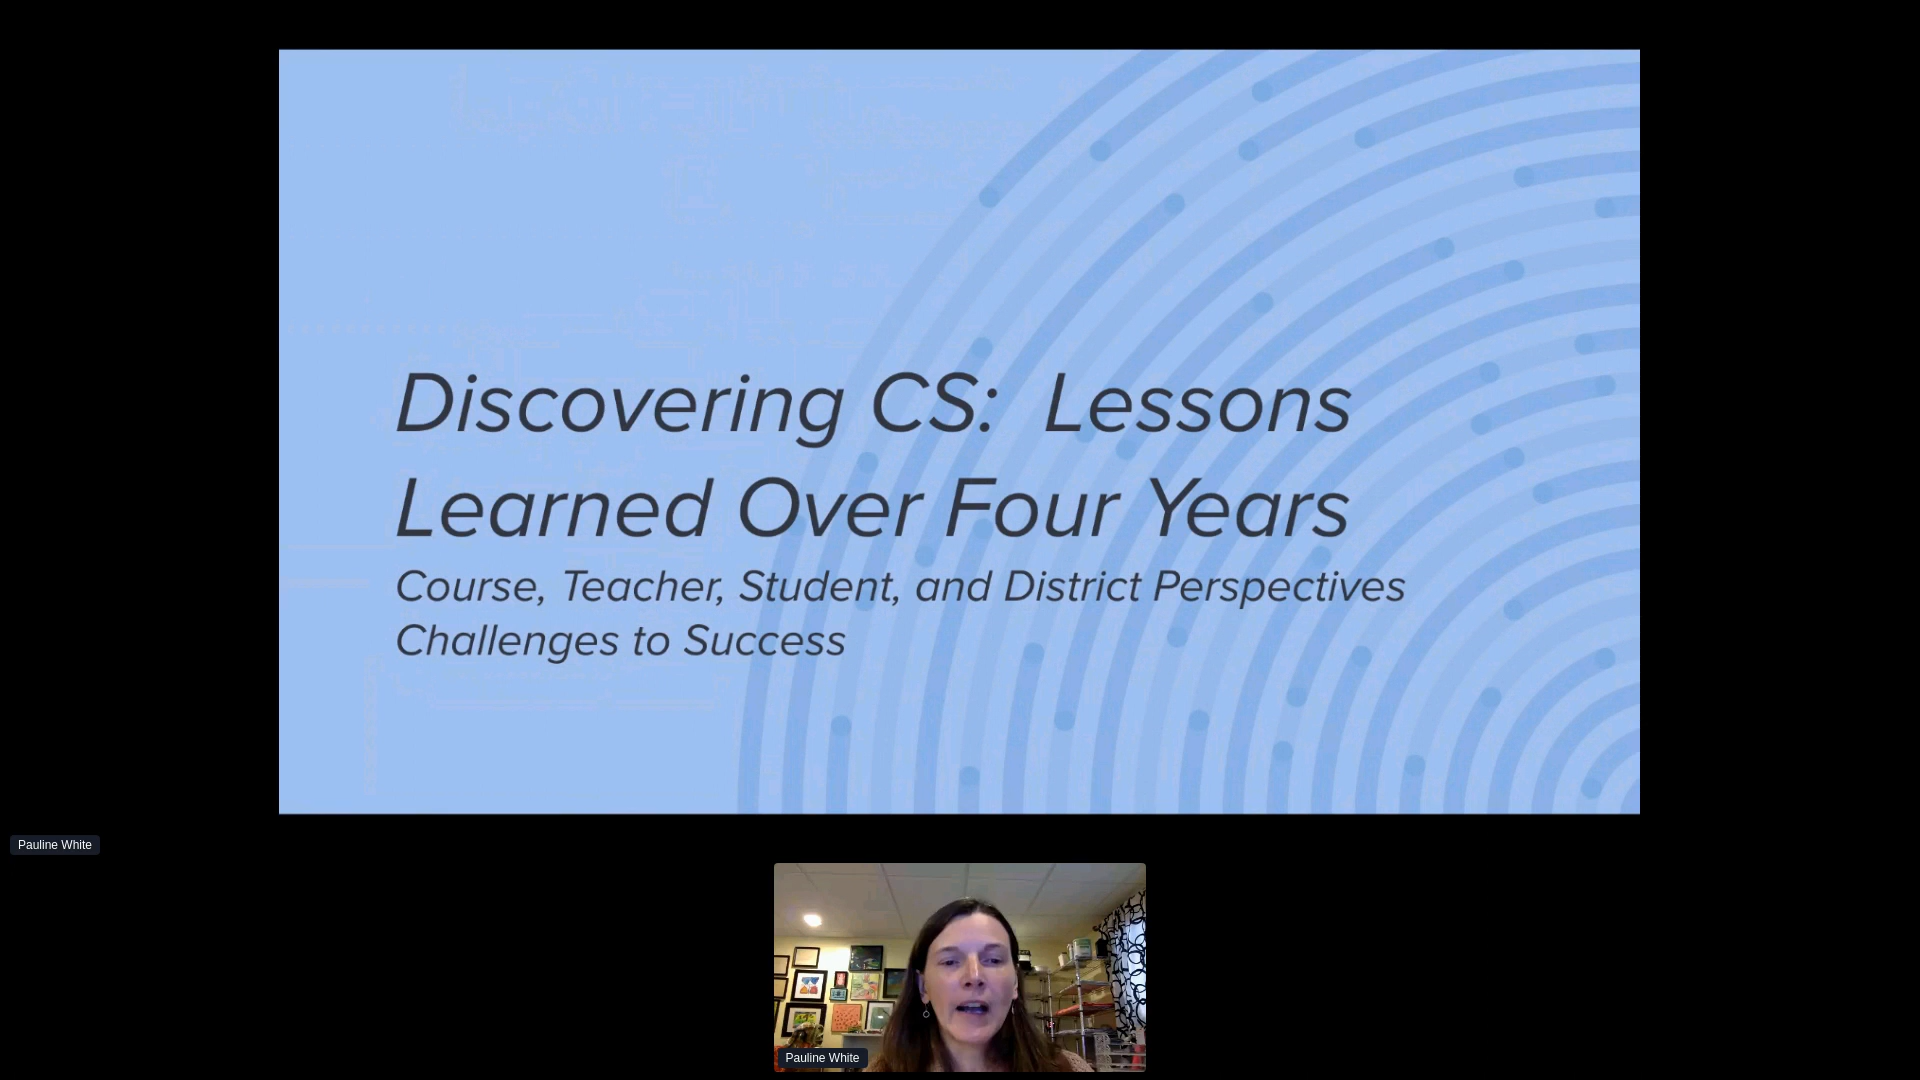 Discovering CS:  Lessons
Learned Over Four Years
Course, Teacher, Student, and District Perspectives
Challenges to Success
Pauline White
Pauline White